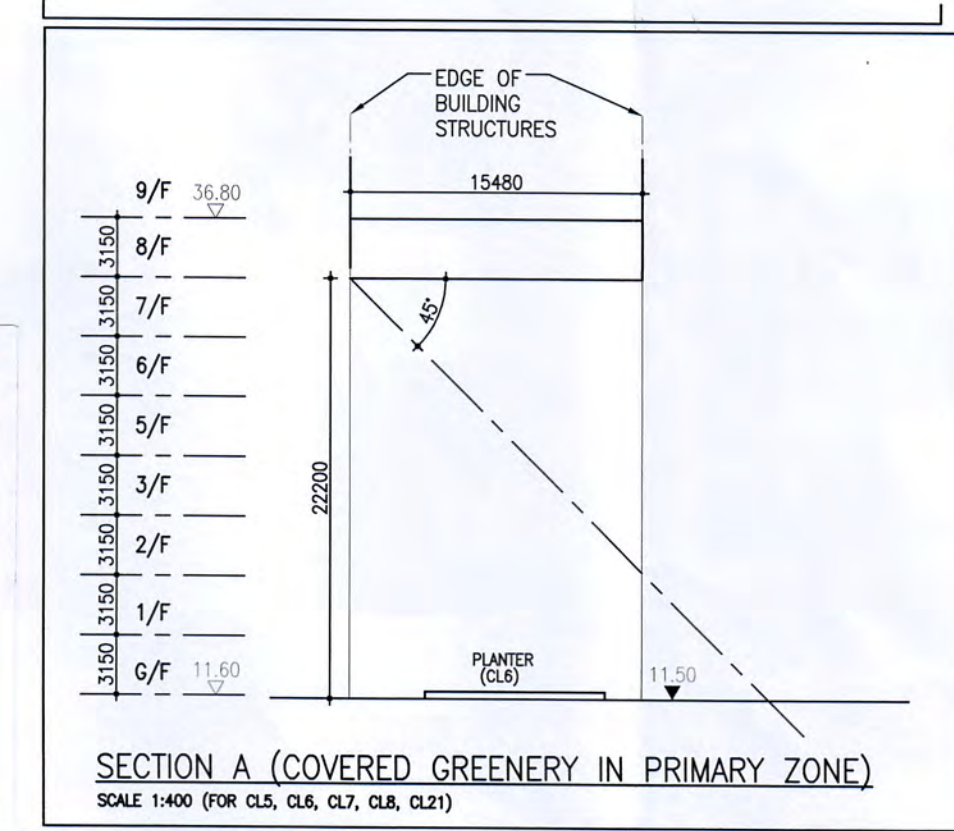 EDGE OF
BUILDING
STRUCTURES
15480
9/F 36.80
3150 8/F
3150 7/F
45°
3150 6/F
3150 5/F
3150 3/F
22200
3150 2/F
3150 1/F
3150 G/F 11.60
PLANTER
(CL6)
11.50
SECTION A (COVERED GREENERY IN PRIMARY ZONE)
SCALE 1:400 (FOR CL5, CL6, CL7, CL8, CL21)